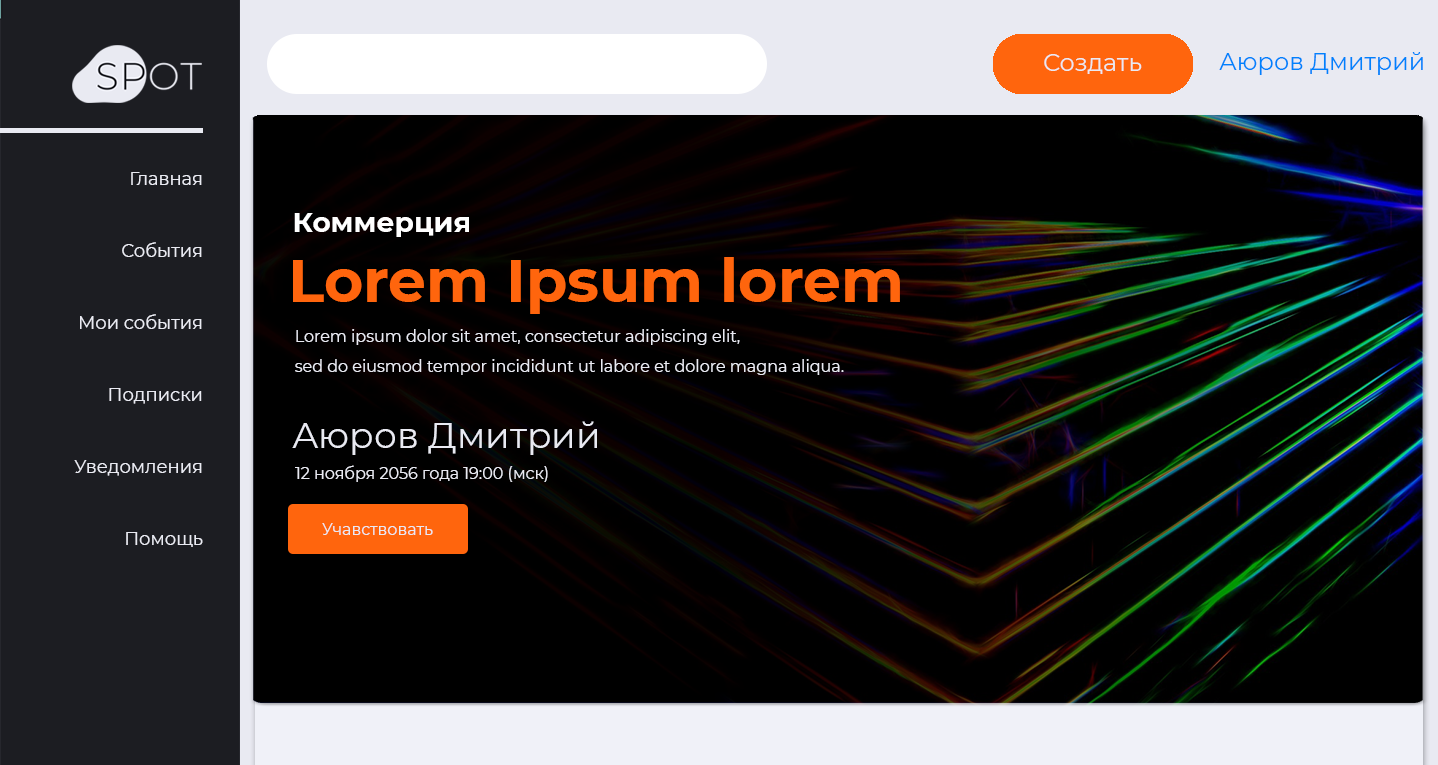 SPOT
Создать
Аюров Дмитрий
Главная
События
Мои события
Подписки
Уведомления
Помощь
Коммерция
Lorem Ipsum lorem
Lorem ipsum dolor sit amet, consectetur adipiscing elit,
sed do eiusmod tempor incididunt ut labore et dolore magna aliqua.
Аюров Дмитрий
12 ноября 2056 года 19:00 (мск)
Учавствовать